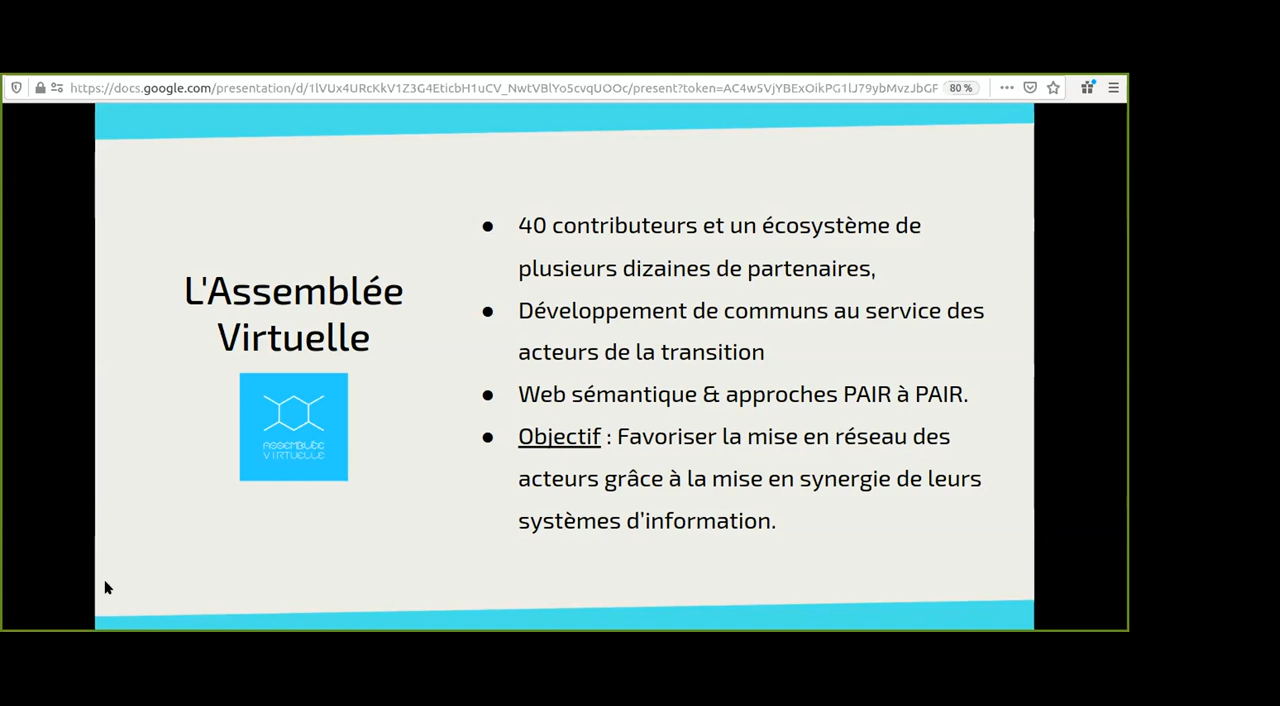 https://docs.google.com/presentation/d/1lVUx4URcKkV1Z3G4EticbH1uCV_NwtVBlYo5cvqUOOc/present?token=AC4w5VjYBExOikPG1lJ79ybMvzJbGF
80 %
L'Assemblée
Virtuelle
ASSEMBLÉE
VIRTUELLE
● 40 contributeurs et un écosystème de
plusieurs dizaines de partenaires,
● Développement de communs au service des
acteurs de la transition
● Web sémantique & approches PAIR à PAIR.
● Objectif : Favoriser la mise en réseau des
acteurs grâce à la mise en synergie de leurs
systèmes d’information.